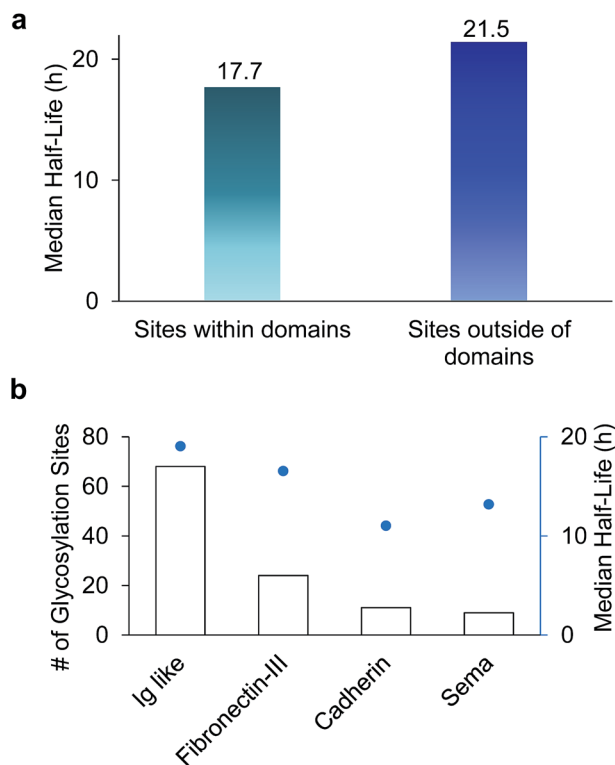 a
Median Half-Life (h)
20
10
0
17.7
21.5
Sites within domains
Sites outside of
domains
b
# of Glycosylation Sites
80
60
40
20
0
20
10
0
Median Half-Life (h)
Ig like
Fibronectin-III
Cadherin
Sema